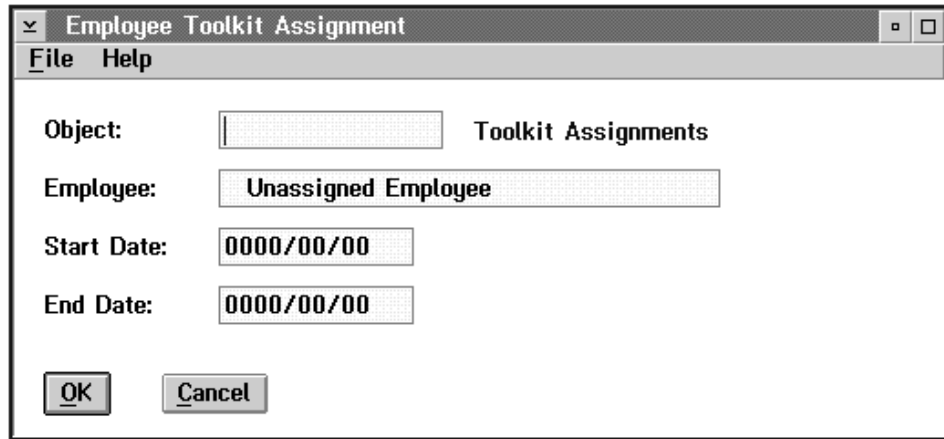 Employee Toolkit Assignment
File Help
Object: Toolkit Assignments
Employee: Unassigned Employee
Start Date: 0000/00/00
End Date: 0000/00/00
OK Cancel